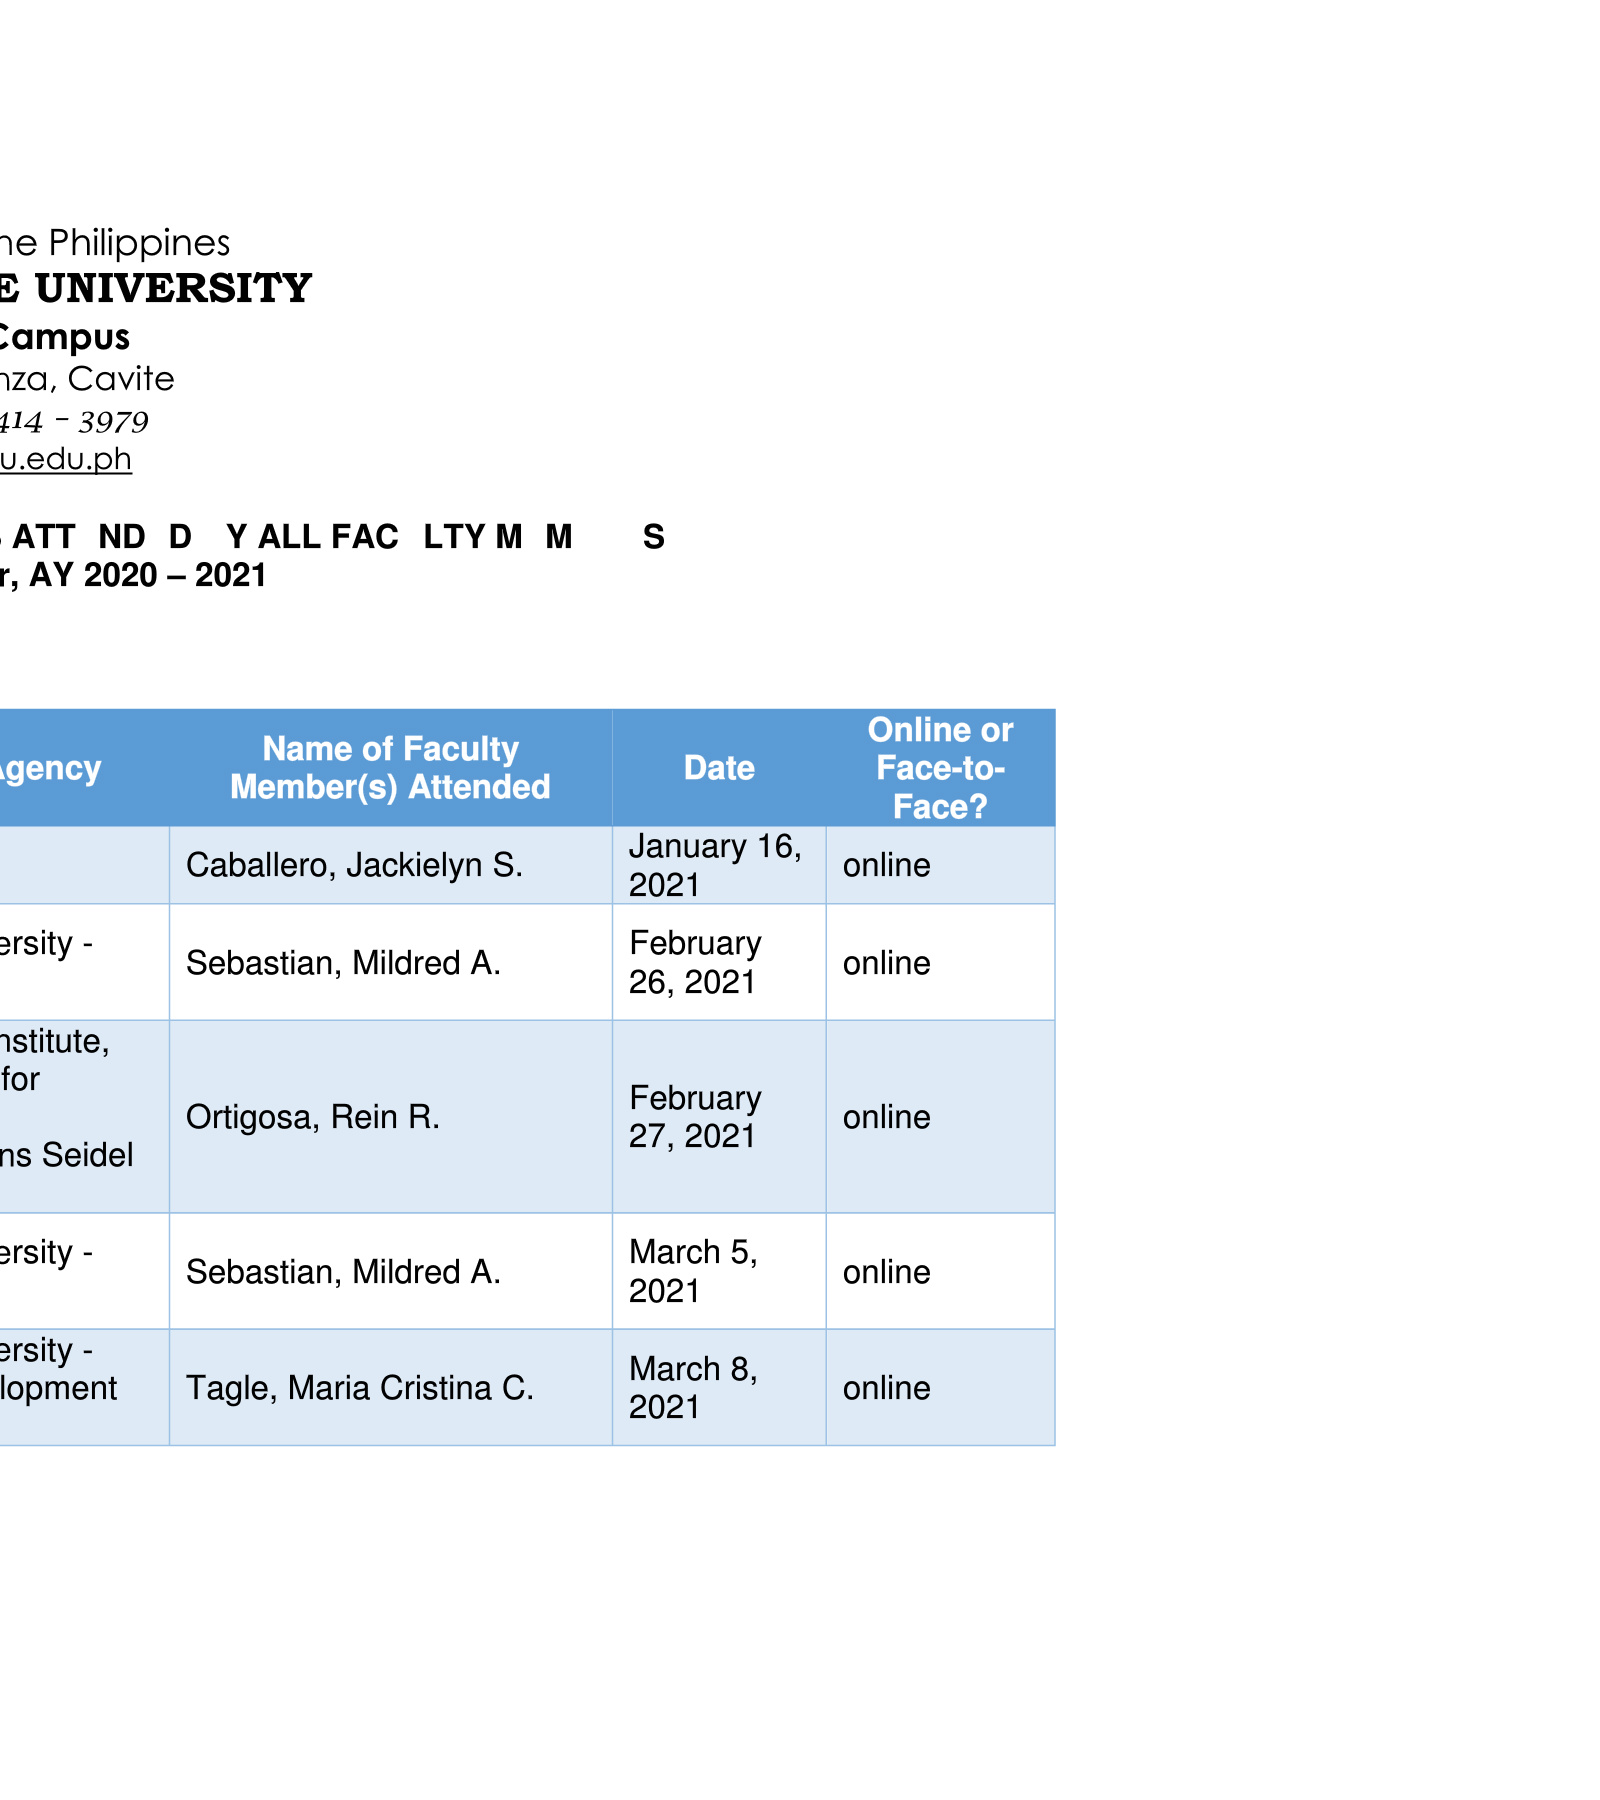 he Philippines
E UNIVERSITY
Campus
nza, Cavite
414 – 3979
u.edu.ph
S ATT ND D Y ALL FAC LTY M M S
r, AY 2020 – 2021
Agency
Name of Faculty
Member(s) Attended
Date
Online or
Face-to-
Face?
Caballero, Jackielyn S.
January 16,
2021
online
ersity -
Sebastian, Mildred A.
February
26, 2021
online
nstitute,
for
ns Seidel
Ortigosa, Rein R.
February
27, 2021
online
ersity -
Sebastian, Mildred A.
March 5,
2021
online
ersity -
lopment
Tagle, Maria Cristina C.
March 8,
2021
online